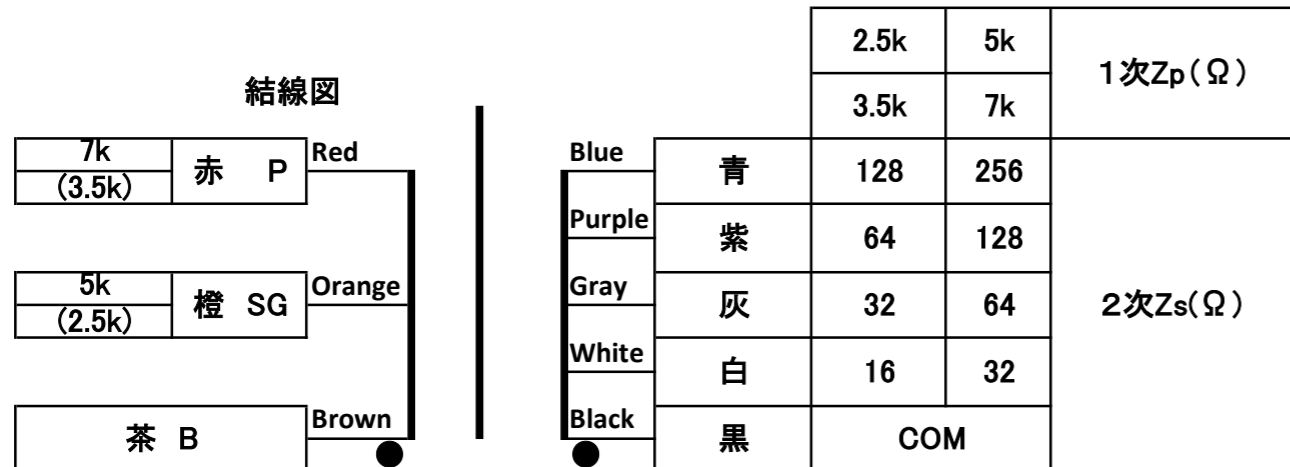 2.5k 5k
1次Zp(Ω)
結線図
3.5k 7k
7k
赤 P
Red
Blue
青 128 256
(3.5k)
Purple
紫 64 128
5k
橙 SG
Orange
Gray
灰 32 64
2次Zs(Ω)
(2.5k)
White
白 16 32
茶 B
Brown
Black
黒 COM